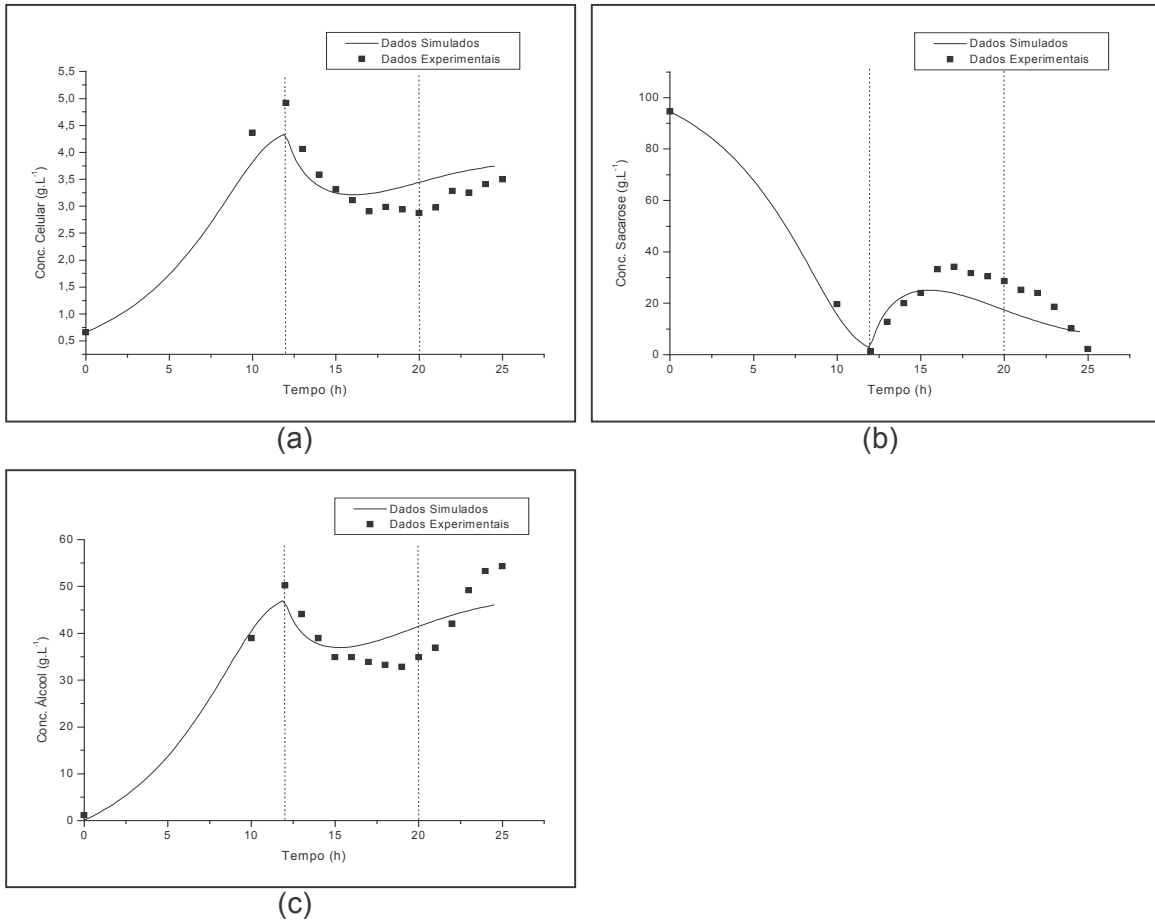 Dados Simulados
Dados Experimentais
5,5
5,0
4,5
4,0
3,5
3,0
2,5
2,0
1,5
1,0
0,5
Conc. Celular (g.L⁻¹)
0 5 10 15 20 25
Tempo (h)
(a)
Dados Simulados
Dados Experimentais
100
80
60
40
20
0
Conc. Sacarose (g.L⁻¹)
0 5 10 15 20 25
Tempo (h)
(b)
Dados Simulados
Dados Experimentais
60
50
40
30
20
10
0
Conc. Álcool (g.L⁻¹)
0 5 10 15 20 25
Tempo (h)
(c)